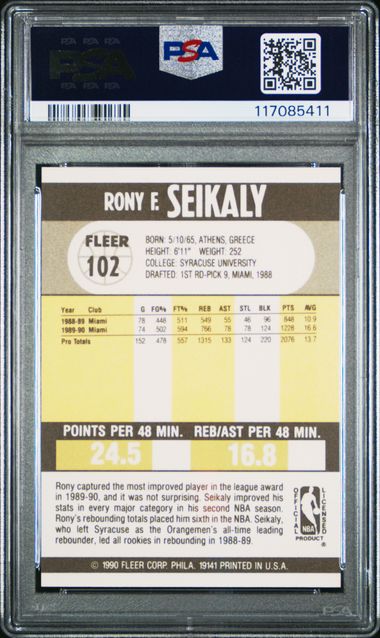 PSA PSA PSA
PSA
PSA PSA PSA
PSA
117085411
RONY F. SEIKALY
FLEER
102
BORN: 5/10/65, ATHENS, GREECE
HEIGHT: 6'11" WEIGHT: 252
COLLEGE: SYRACUSE UNIVERSITY
DRAFTED: 1ST RD-PICK 9, MIAMI, 1988
Year Club G FG% FT% REB AST STL BLK PTS AVG
1988-89 Miami 78 .448 .511 549 55 46 96 848 10.9
1989-90 Miami 74 .502 .594 766 78 78 124 1228 16.6
Pro Totals 152 .478 .557 1315 133 124 220 2076 13.7
POINTS PER 48 MIN. REB/AST PER 48 MIN.
24.5 16.8
Rony captured the most improved player in the league award
in 1989-90, and it was not surprising. Seikaly improved his
stats in every major category in his second NBA season.
Rony's rebounding totals placed him sixth in the NBA. Seikaly,
who left Syracuse as the Orangemen's all-time leading
rebounder, led all rookies in rebounding in 1988-89.
OFFICIAL
LICENSED
NBA
PRODUCT ®
© 1990 FLEER CORP. PHILA. 19141 PRINTED IN U.S.A.
PSA